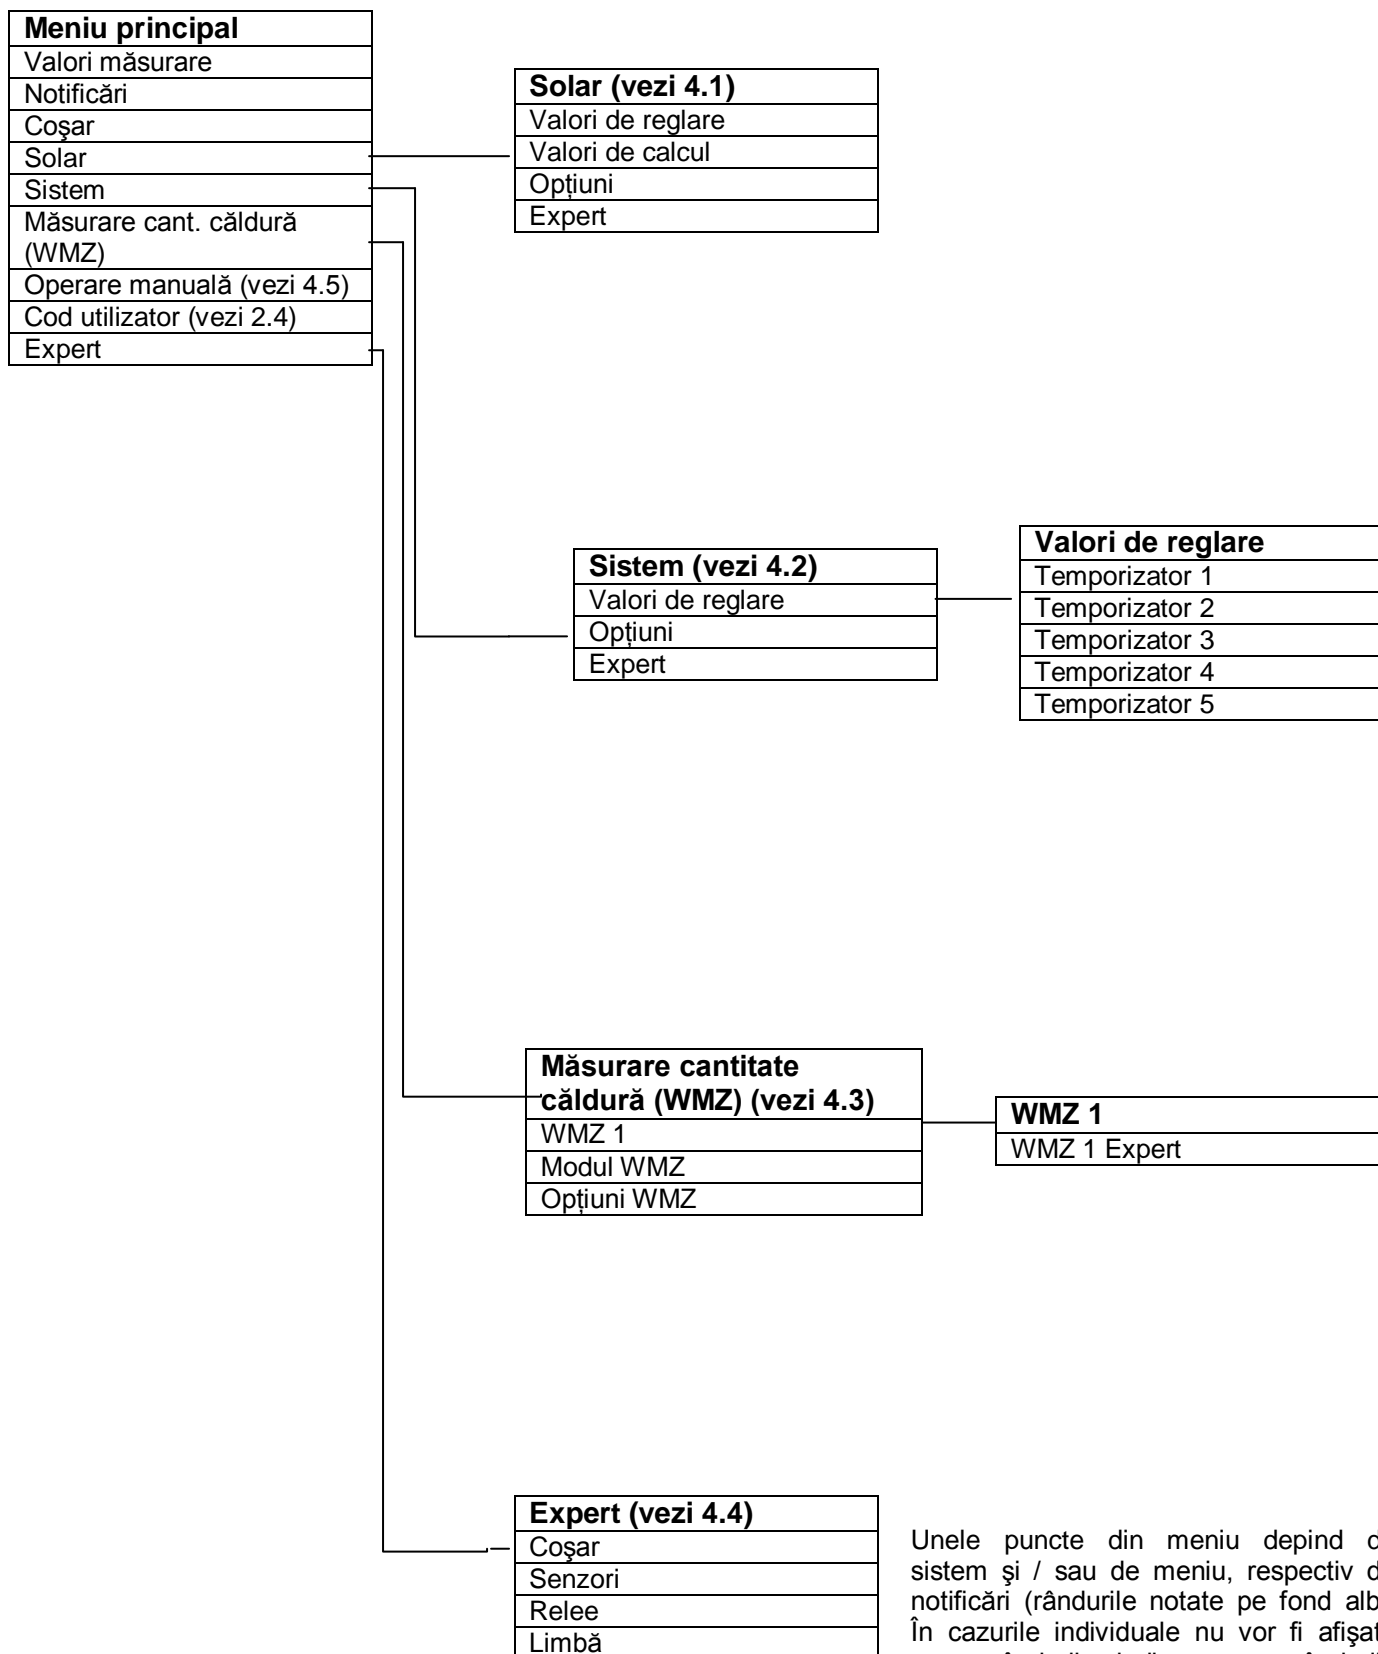 Meniu principal
Valori măsurare
Notificări
Coşar
Solar
Sistem
Măsurare cant. căldură
(WMZ)
Operare manuală (vezi 4.5)
Cod utilizator (vezi 2.4)
Expert
Solar (vezi 4.1)
Valori de reglare
Valori de calcul
Opţiuni
Expert
Sistem (vezi 4.2)
Valori de reglare
Opţiuni
Expert
Valori de reglare
Temporizator 1
Temporizator 2
Temporizator 3
Temporizator 4
Temporizator 5
Măsurare cantitate
căldură (WMZ) (vezi 4.3)
WMZ 1
Modul WMZ
Opţiuni WMZ
WMZ 1
WMZ 1 Expert
Expert (vezi 4.4)
Coşar
Senzori
Relee
Limbă
Unele puncte din meniu depind
sistem şi / sau de meniu, respectiv
notificări (rândurile notate pe fond alb
În cazurile individuale nu vor fi